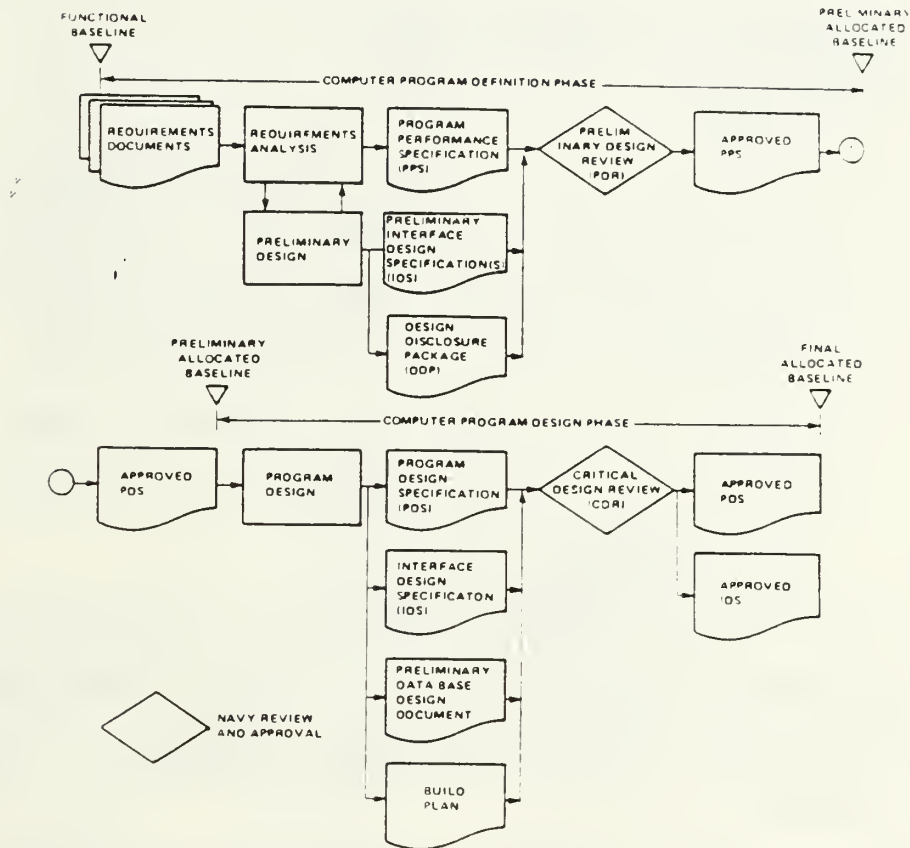 FUNCTIONAL
BASELINE
PRELIMINARY
ALLOCATED
BASELINE
COMPUTER PROGRAM DEFINITION PHASE
REQUIREMENTS
DOCUMENTS
REQUIREMENTS
ANALYSIS
PROGRAM
PERFORMANCE
SPECIFICATION
(PPS)
PRELIM
INARY DESIGN
REVIEW
(PDR)
APPROVED
PPS
PRELIMINARY
DESIGN
PRELIMINARY
INTERFACE
DESIGN
SPECIFICATION(S)
(IDS)
DESIGN
DISCLOSURE
PACKAGE
(DDP)
PRELIMINARY
ALLOCATED
BASELINE
FINAL
ALLOCATED
BASELINE
COMPUTER PROGRAM DESIGN PHASE
APPROVED
PDS
PROGRAM
DESIGN
PROGRAM
DESIGN
SPECIFICATION
(PDS)
CRITICAL
DESIGN REVIEW
(CDR)
APPROVED
PDS
INTERFACE
DESIGN
SPECIFICATON
(IDS)
APPROVED
IDS
PRELIMINARY
DATA BASE
DESIGN
DOCUMENT
BUILD
PLAN
NAVY REVIEW
AND APPROVAL